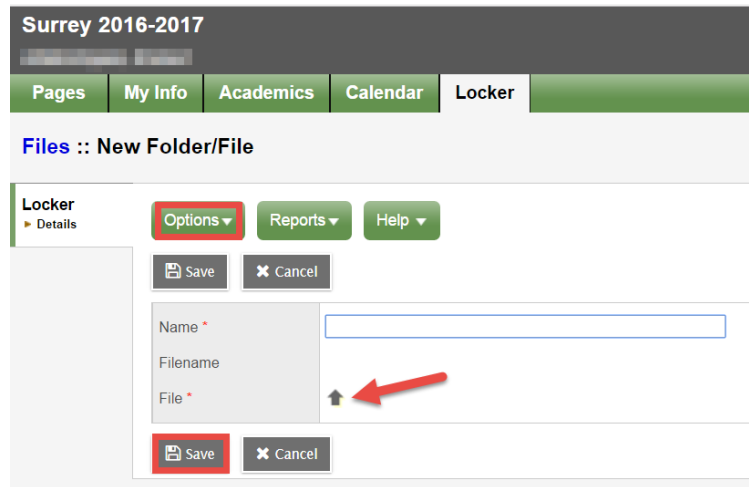 Surrey 2016-2017
Pages My Info Academics Calendar Locker
Files :: New Folder/File
Locker
Details
Options Reports Help
Save Cancel
Name *
Filename
File *
Save Cancel